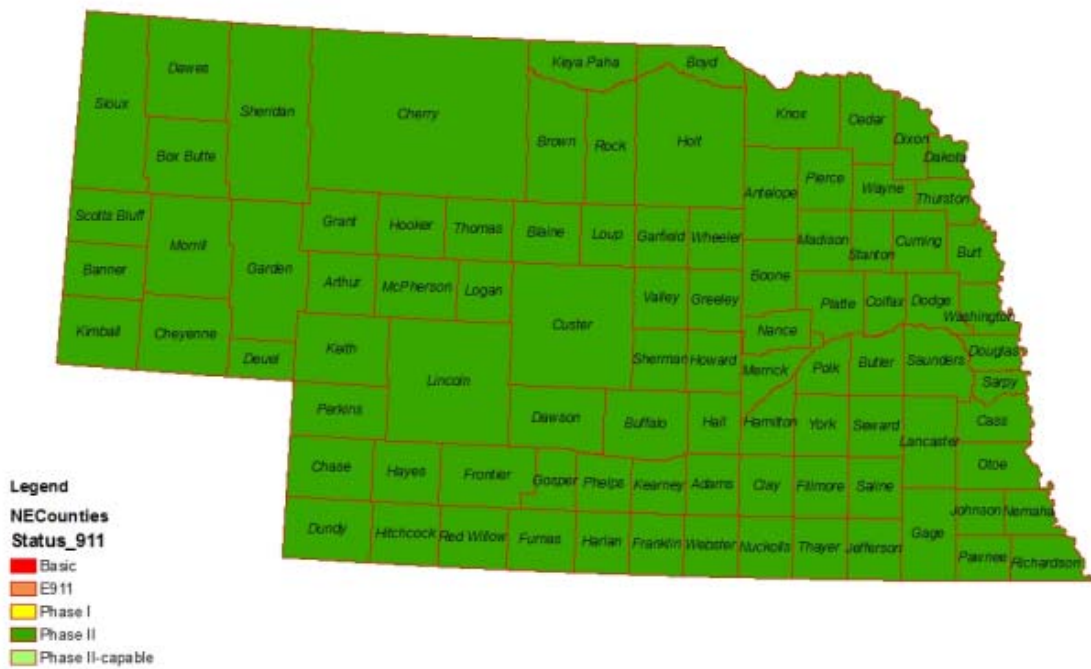 Keya Paha Boyd
Dawes
Sioux Sheridan Cherry Knox Cedar
Brown Rock Holt Dixon
Box Butte Dakota
Pierce
Antelope Wayne Thurston
Scotts Bluff Grant Hooker Thomas Blaine Loup Garfield Wheeler Madison Stanton Cuming
Morrill Burt
Banner Garden Arthur McPherson Logan Boone
Valley Greeley Platte Colfax Dodge
Custer Washington
Kimball Cheyenne Nance
Deuel Keith Sherman Howard Merrick Polk Butler Saunders Douglas
Lincoln Sarpy
Perkins Dawson Buffalo Hall Hamilton York Seward Cass
Lancaster
Chase Hayes Frontier Gosper Phelps Kearney Adams Clay Fillmore Saline Otoe
Johnson Nemaha
Dundy Hitchcock Red Willow Furnas Harlan Franklin Webster Nuckolls Thayer Jefferson Gage
Pawnee Richardson
Legend
NECounties
Status_911
Basic
E911
Phase I
Phase II
Phase II-capable